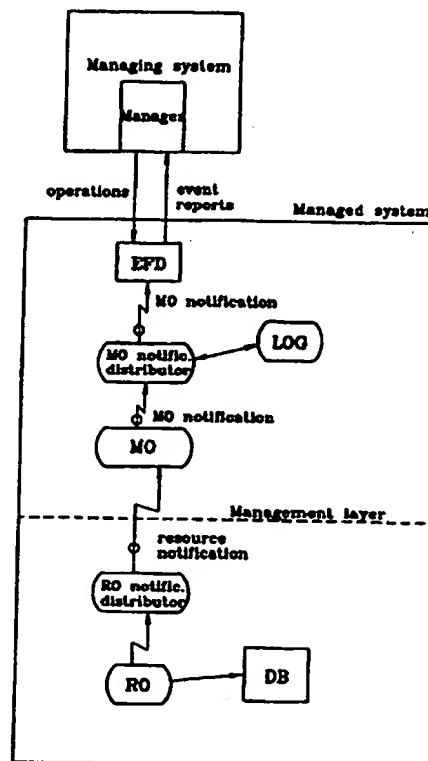 Managing system
Manager
operations
event
reports
Managed system
EFD
MO notification
LOG
MO notific.
distributor
MO notification
MO
Management layer
resource
notification
RO notific.
distributor
RO
DB